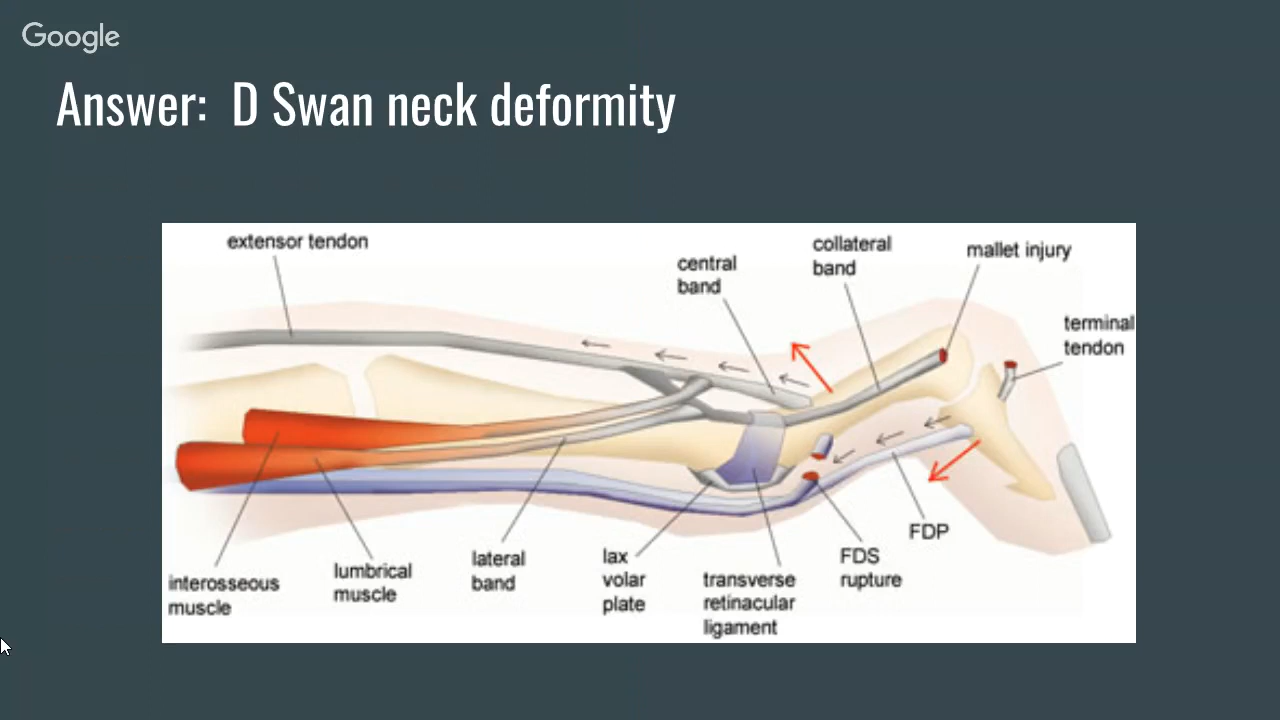 Google
Answer: D Swan neck deformity
extensor tendon
central
band
collateral
band
mallet injury
terminal
tendon
interosseous
muscle
lumbrical
muscle
lateral
band
lax
volar
plate
transverse
retinacular
ligament
FDS
rupture
FDP